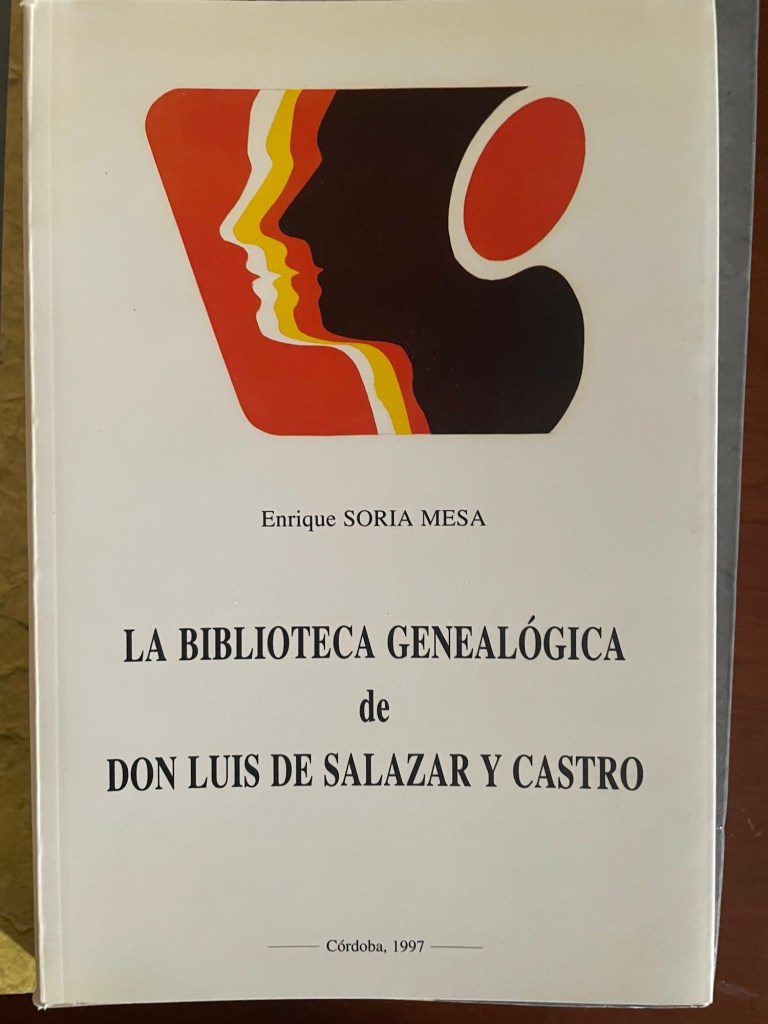 Enrique SORIA MESA
LA BIBLIOTECA GENEALÓGICA
de
DON LUIS DE SALAZAR Y CASTRO
Córdoba, 1997